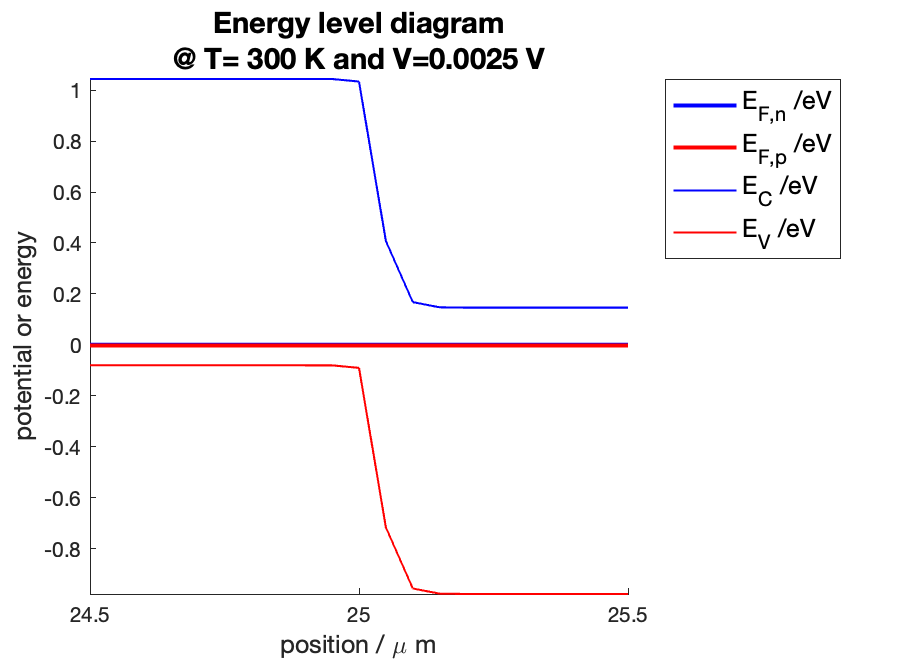 Energy level diagram
@ T= 300 K and V=0.0025 V
1
0.8
0.6
0.4
0.2
0
-0.2
-0.4
-0.6
-0.8
potential or energy
24.5
25
25.5
position / μ m
E_{F,n} /eV
E_{F,p} /eV
E_C /eV
E_V /eV